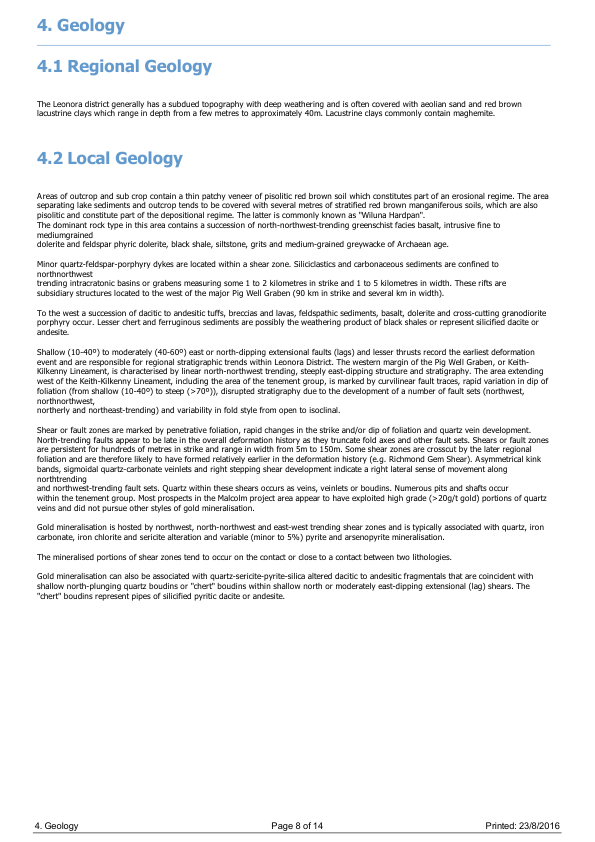 4. Geology
4.1 Regional Geology
The Leonora district generally has a subdued topography with deep weathering and is often covered with aeolian sand and red brown
lacustrine clays which range in depth from a few metres to approximately 40m. Lacustrine clays commonly contain maghemite.
4.2 Local Geology
Areas of outcrop and sub crop contain a thin patchy veneer of pisolitic red brown soil which constitutes part of an erosional regime. The area
separating lake sediments and outcrop tends to be covered with several metres of stratified red brown manganiferous soils, which are also
pisolitic and constitute part of the depositional regime. The latter is commonly known as "Wiluna Hardpan".
The dominant rock type in this area contains a succession of north-northwest-trending greenschist facies basalt, intrusive fine to
mediumgrained
dolerite and feldspar phyric dolerite, black shale, siltstone, grits and medium-grained greywacke of Archaean age.
Minor quartz-feldspar-porphyry dykes are located within a shear zone. Siliciclastics and carbonaceous sediments are confined to
northnorthwest
trending intracratonic basins or grabens measuring some 1 to 2 kilometres in strike and 1 to 5 kilometres in width. These rifts are
subsidiary structures located to the west of the major Pig Well Graben (90 km in strike and several km in width).
To the west a succession of dacitic to andesitic tuffs, breccias and lavas, feldspathic sediments, basalt, dolerite and cross-cutting granodiorite
porphyry occur. Lesser chert and ferruginous sediments are possibly the weathering product of black shales or represent silicified dacite or
andesite.
Shallow (10-40º) to moderately (40-60º) east or north-dipping extensional faults (lags) and lesser thrusts record the earliest deformation
event and are responsible for regional stratigraphic trends within Leonora District. The western margin of the Pig Well Graben, or Keith-
Kilkenny Lineament, is characterised by linear north-northwest trending, steeply east-dipping structure and stratigraphy. The area extending
west of the Keith-Kilkenny Lineament, including the area of the tenement group, is marked by curvilinear fault traces, rapid variation in dip of
foliation (from shallow (10-40º) to steep (>70º)), disrupted stratigraphy due to the development of a number of fault sets (northwest,
northnorthwest,
northerly and northeast-trending) and variability in fold style from open to isoclinal.
Shear or fault zones are marked by penetrative foliation, rapid changes in the strike and/or dip of foliation and quartz vein development.
North-trending faults appear to be late in the overall deformation history as they truncate fold axes and other fault sets. Shears or fault zones
are persistent for hundreds of metres in strike and range in width from 5m to 150m. Some shear zones are crosscut by the later regional
foliation and are therefore likely to have formed relatively earlier in the deformation history (e.g. Richmond Gem Shear). Asymmetrical kink
bands, sigmoidal quartz-carbonate veinlets and right stepping shear development indicate a right lateral sense of movement along
northtrending
and northwest-trending fault sets. Quartz within these shears occurs as veins, veinlets or boudins. Numerous pits and shafts occur
within the tenement group. Most prospects in the Malcolm project area appear to have exploited high grade (>20g/t gold) portions of quartz
veins and did not pursue other styles of gold mineralisation.
Gold mineralisation is hosted by northwest, north-northwest and east-west trending shear zones and is typically associated with quartz, iron
carbonate, iron chlorite and sericite alteration and variable (minor to 5%) pyrite and arsenopyrite mineralisation.
The mineralised portions of shear zones tend to occur on the contact or close to a contact between two lithologies.
Gold mineralisation can also be associated with quartz-sericite-pyrite-silica altered dacitic to andesitic fragmentals that are coincident with
shallow north-plunging quartz boudins or "chert" boudins within shallow north or moderately east-dipping extensional (lag) shears. The
"chert" boudins represent pipes of silicified pyritic dacite or andesite.
4. Geology
Page 8 of 14
Printed: 23/8/2016